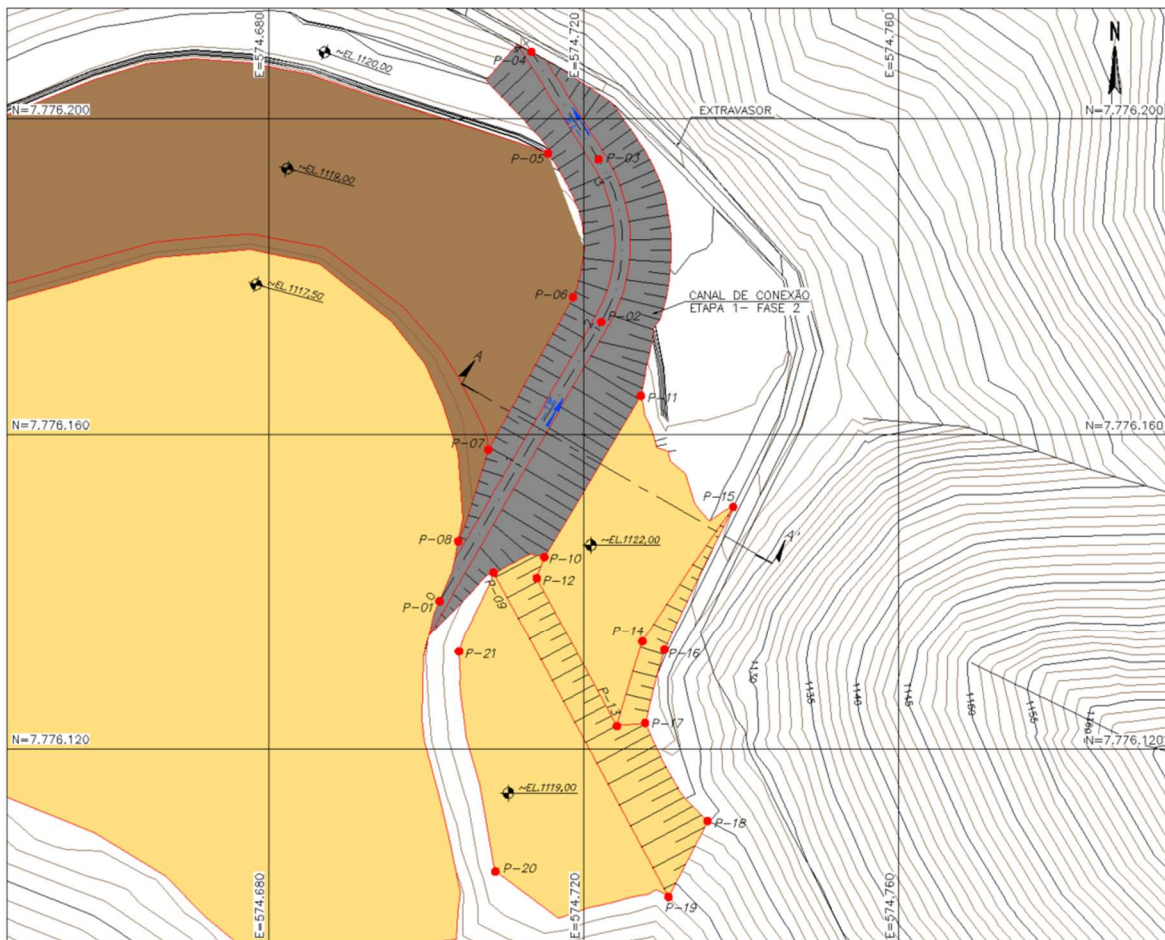 E=574.680
E=574.720
E=574.760
N
P-04
~EL.1120,00
N=7.776.200
EXTRAVASOR
N=7.776.200
P-05
P-03
3
~EL.1118,00
~EL.1117,50
P-06
CANAL DE CONEXÃO
ETAPA 1- FASE 2
2
P-02
A
P-11
N=7.776.160
N=7.776.160
P-07
P-15
P-08
~EL.1122,00
A'
P-10
P-09
P-12
0
P-01
P-14
P-16
P-21
1130
1135
1140
1145
1150
1155
1160
P-13
P-17
N=7.776.120
N=7.776.120
~EL.1119,00
P-18
P-20
P-19
E=574.680
E=574.720
E=574.760